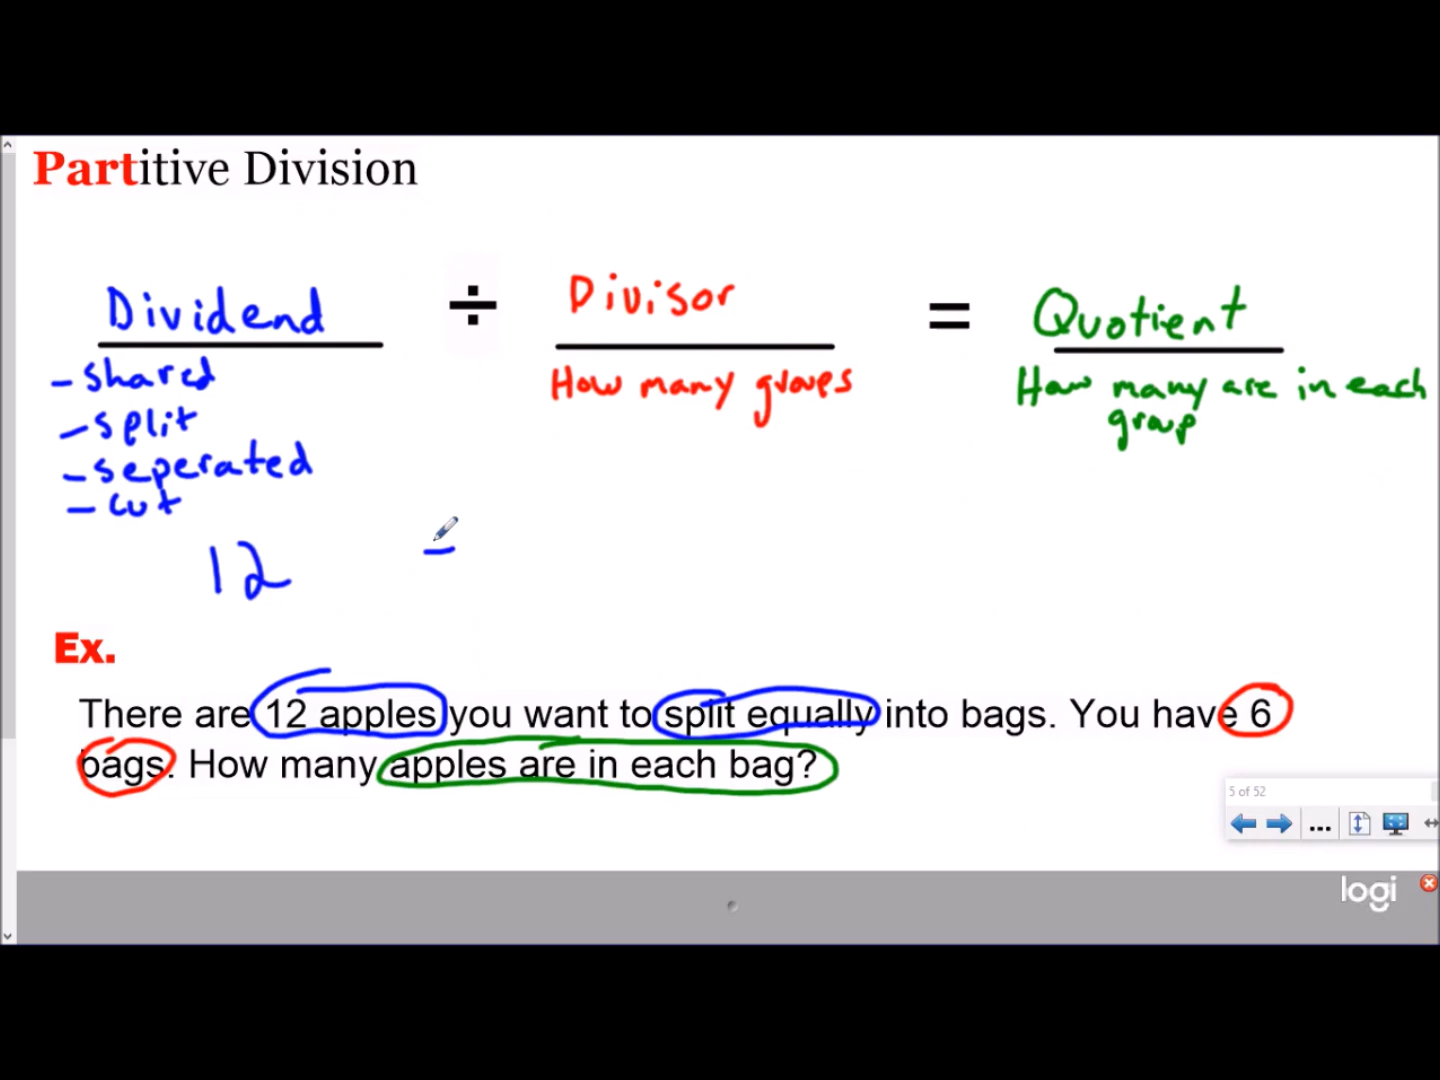 Partitive Division
Dividend ÷ Divisor = Quotient
- shared
- split
- seperated
- cut
How many groups
How many are in each
group
12
Ex.
There are 12 apples you want to split equally into bags. You have 6
bags. How many apples are in each bag?
5 of 52
...
logi